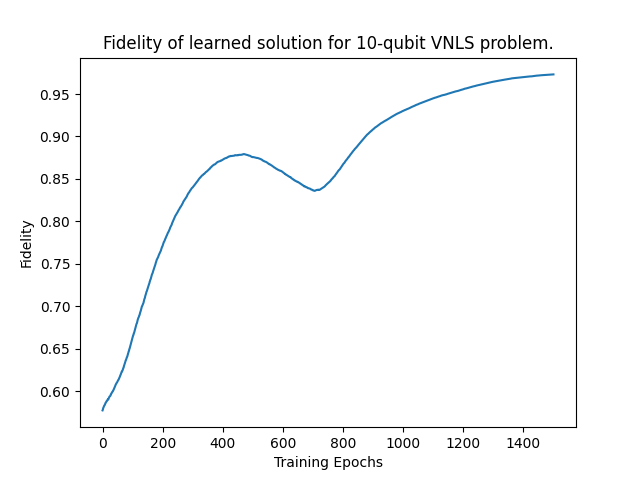 Fidelity of learned solution for 10-qubit VNLS problem.
0.95
0.90
0.85
0.80
0.75
0.70
0.65
0.60
Fidelity
0 200 400 600 800 1000 1200 1400
Training Epochs